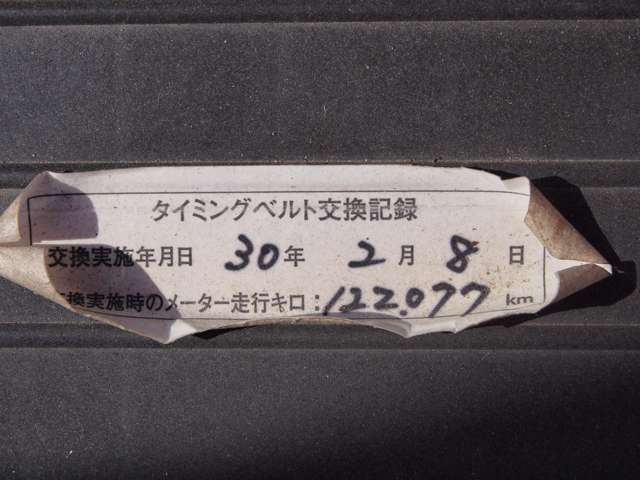 タイミングベルト交換記録
交換実施年月日 30年 2月 8日
換実施時のメーター走行キロ：122.077 km